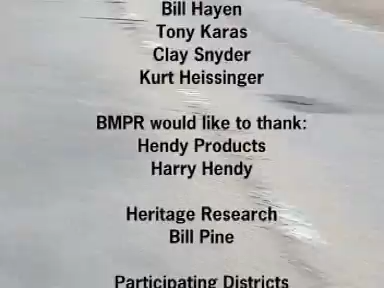 Bill Hayen
Tony Karas
Clay Snyder
Kurt Heissinger
BMPR would like to thank:
Hendy Products
Harry Hendy
Heritage Research
Bill Pine
Participating Districts